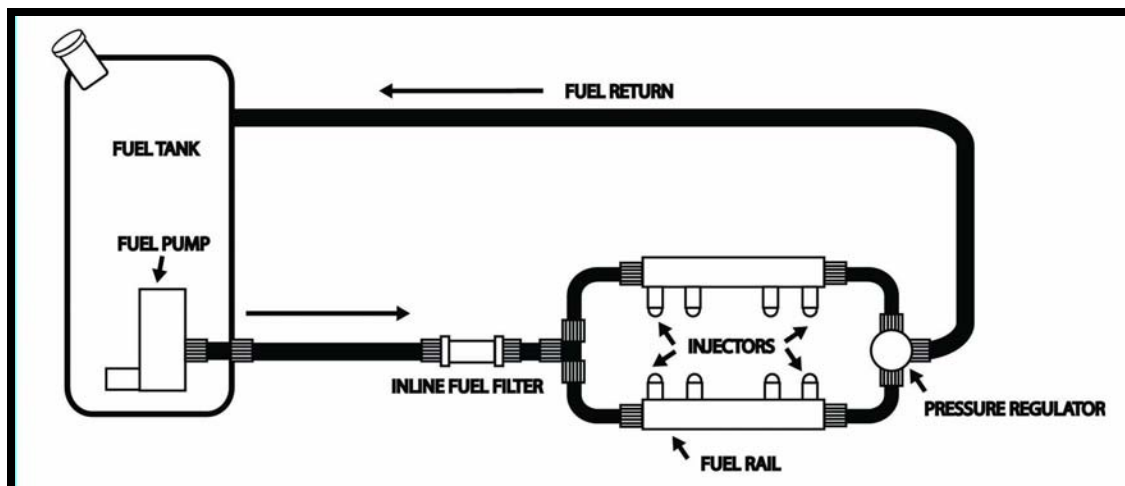 FUEL RETURN
FUEL TANK
FUEL PUMP
INJECTORS
INLINE FUEL FILTER
PRESSURE REGULATOR
FUEL RAIL